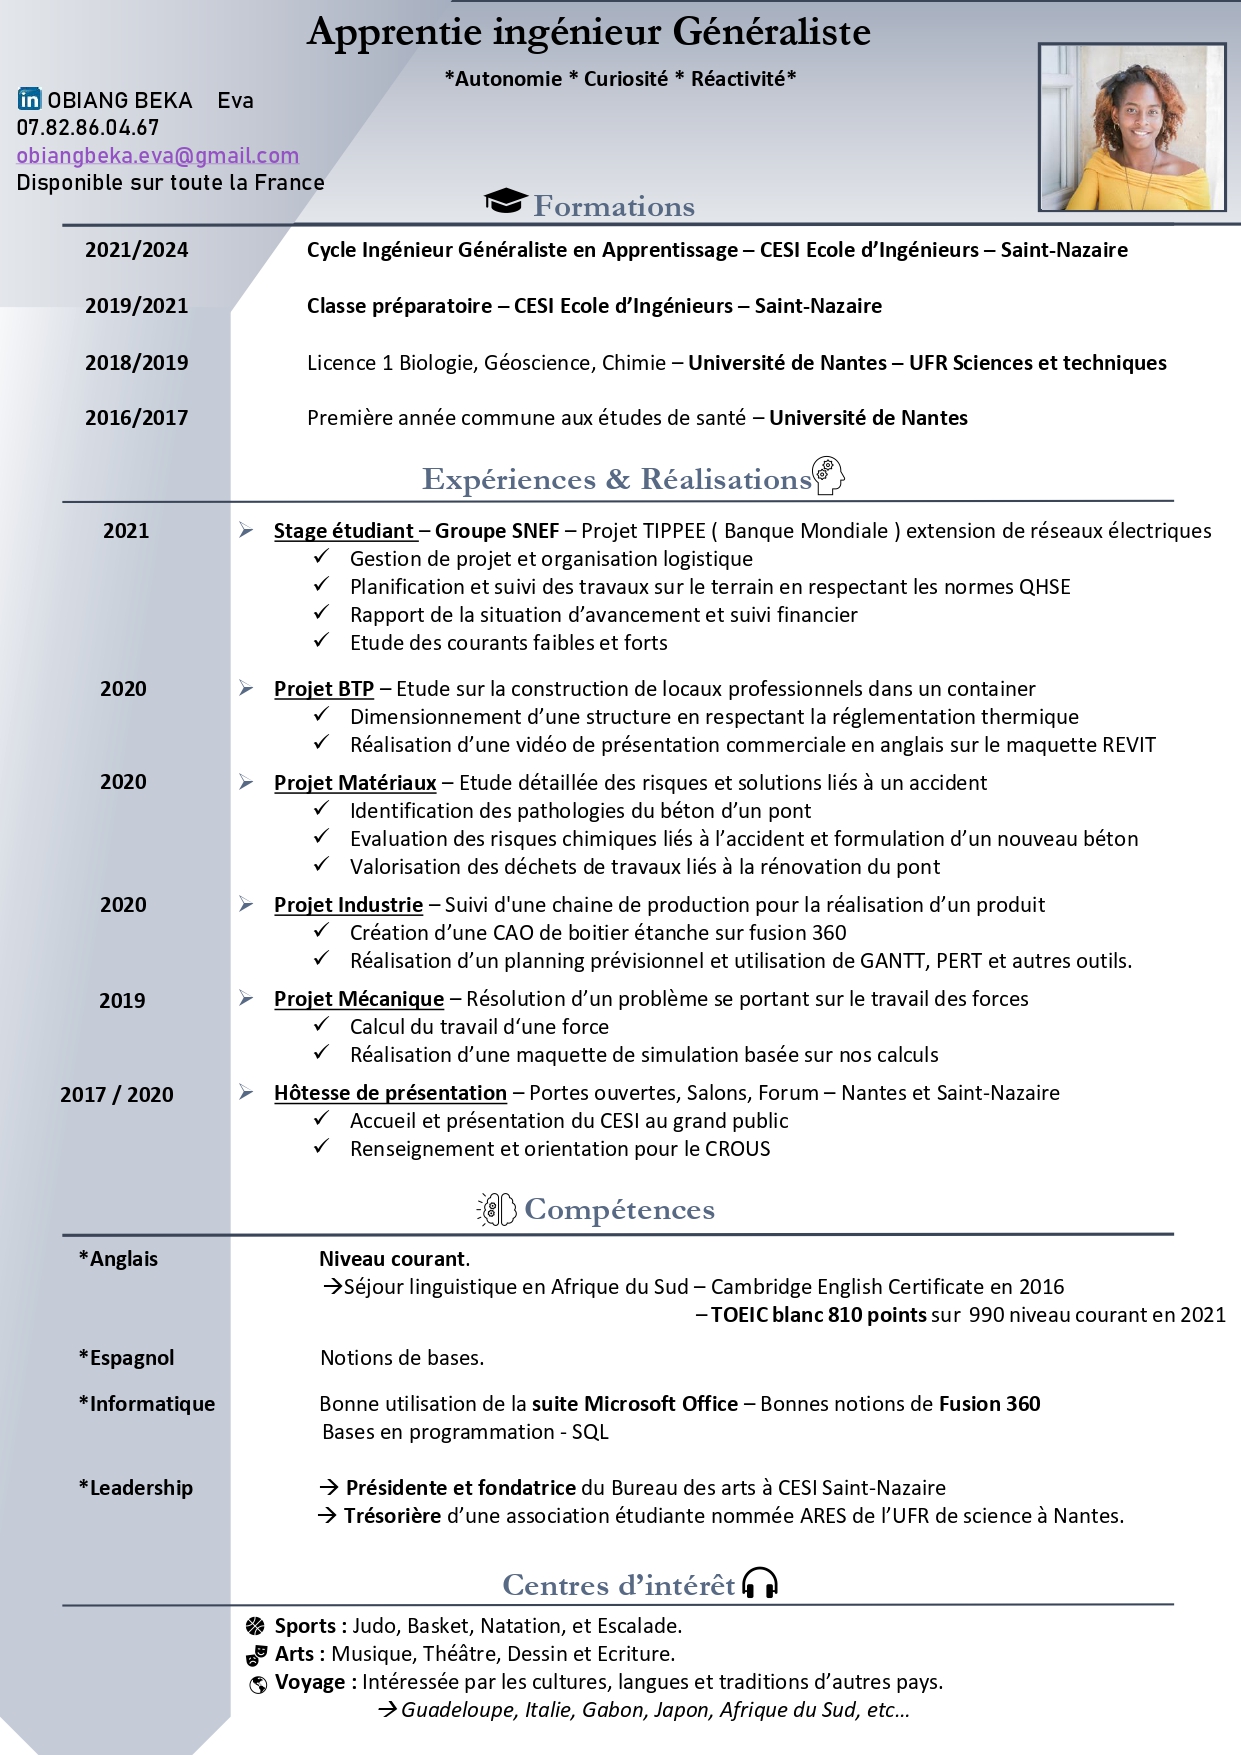 Apprentie ingénieur Généraliste
*Autonomie * Curiosité * Réactivité*
in OBIANG BEKA Eva
07.82.86.04.67
obiangbeka.eva@gmail.com
Disponible sur toute la France
Formations
2021/2024 Cycle Ingénieur Généraliste en Apprentissage – CESI Ecole d’Ingénieurs – Saint-Nazaire
2019/2021 Classe préparatoire – CESI Ecole d’Ingénieurs – Saint-Nazaire
2018/2019 Licence 1 Biologie, Géoscience, Chimie – Université de Nantes – UFR Sciences et techniques
2016/2017 Première année commune aux études de santé – Université de Nantes
Expériences & Réalisations
2021 ➢ Stage étudiant – Groupe SNEF – Projet TIPPEE ( Banque Mondiale ) extension de réseaux électriques
✓ Gestion de projet et organisation logistique
✓ Planification et suivi des travaux sur le terrain en respectant les normes QHSE
✓ Rapport de la situation d’avancement et suivi financier
✓ Etude des courants faibles et forts
2020 ➢ Projet BTP – Etude sur la construction de locaux professionnels dans un container
✓ Dimensionnement d’une structure en respectant la réglementation thermique
✓ Réalisation d’une vidéo de présentation commerciale en anglais sur le maquette REVIT
2020 ➢ Projet Matériaux – Etude détaillée des risques et solutions liés à un accident
✓ Identification des pathologies du béton d’un pont
✓ Evaluation des risques chimiques liés à l’accident et formulation d’un nouveau béton
✓ Valorisation des déchets de travaux liés à la rénovation du pont
2020 ➢ Projet Industrie – Suivi d'une chaine de production pour la réalisation d’un produit
✓ Création d’une CAO de boitier étanche sur fusion 360
✓ Réalisation d’un planning prévisionnel et utilisation de GANTT, PERT et autres outils.
2019 ➢ Projet Mécanique – Résolution d’un problème se portant sur le travail des forces
✓ Calcul du travail d‘une force
✓ Réalisation d’une maquette de simulation basée sur nos calculs
2017 / 2020 ➢ Hôtesse de présentation – Portes ouvertes, Salons, Forum – Nantes et Saint-Nazaire
✓ Accueil et présentation du CESI au grand public
✓ Renseignement et orientation pour le CROUS
Compétences
*Anglais Niveau courant.
→Séjour linguistique en Afrique du Sud – Cambridge English Certificate en 2016
– TOEIC blanc 810 points sur 990 niveau courant en 2021
*Espagnol Notions de bases.
*Informatique Bonne utilisation de la suite Microsoft Office – Bonnes notions de Fusion 360
Bases en programmation - SQL
*Leadership → Présidente et fondatrice du Bureau des arts à CESI Saint-Nazaire
→ Trésorière d’une association étudiante nommée ARES de l’UFR de science à Nantes.
Centres d’intérêt
Sports : Judo, Basket, Natation, et Escalade.
Arts : Musique, Théâtre, Dessin et Ecriture.
Voyage : Intéressée par les cultures, langues et traditions d’autres pays.
→Guadeloupe, Italie, Gabon, Japon, Afrique du Sud, etc…